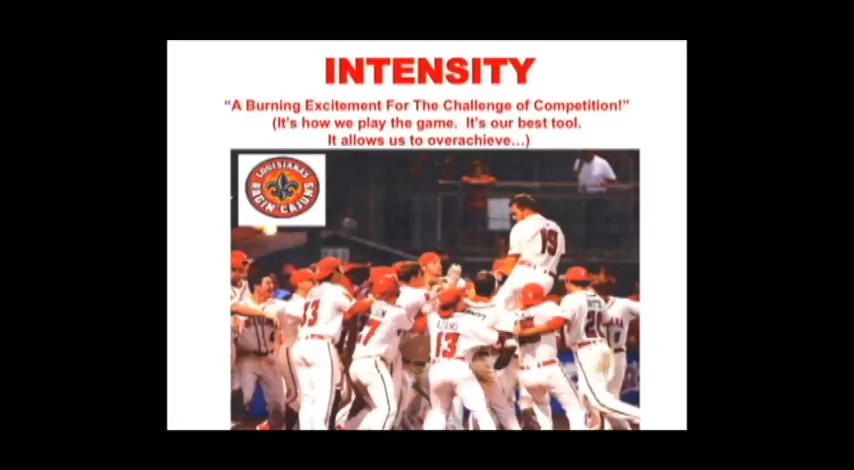 INTENSITY
“A Burning Excitement For The Challenge of Competition!”
(It’s how we play the game.  It’s our best tool.
It allows us to overachieve…)
LOUISIANA'S
RAGIN CAJUNS
19
13
ADAMS
13
27